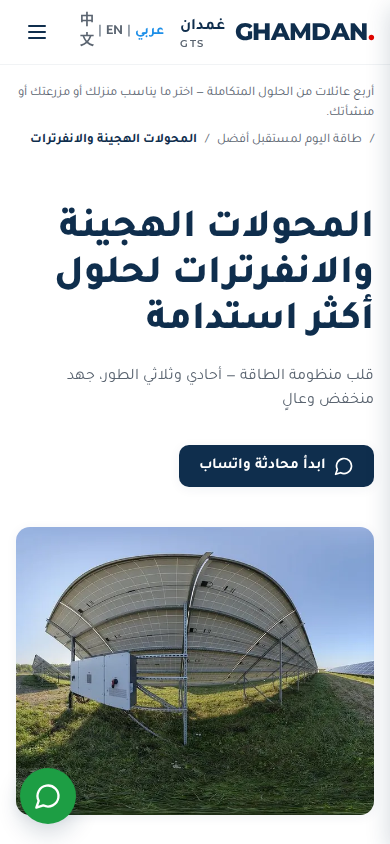 GHAMDAN.
غمدان
GTS
عربي | EN | 中文
أربع عائلات من الحلول المتكاملة — اختر ما يناسب منزلك أو مزرعتك أو
منشأتك.
/ طاقة اليوم لمستقبل أفضل / المحولات الهجينة والانفرترات
المحولات الهجينة
والانفرترات لحلول
أكثر استدامة
قلب منظومة الطاقة — أحادي وثلاثي الطور، جهد
منخفض وعالٍ
ابدأ محادثة واتساب